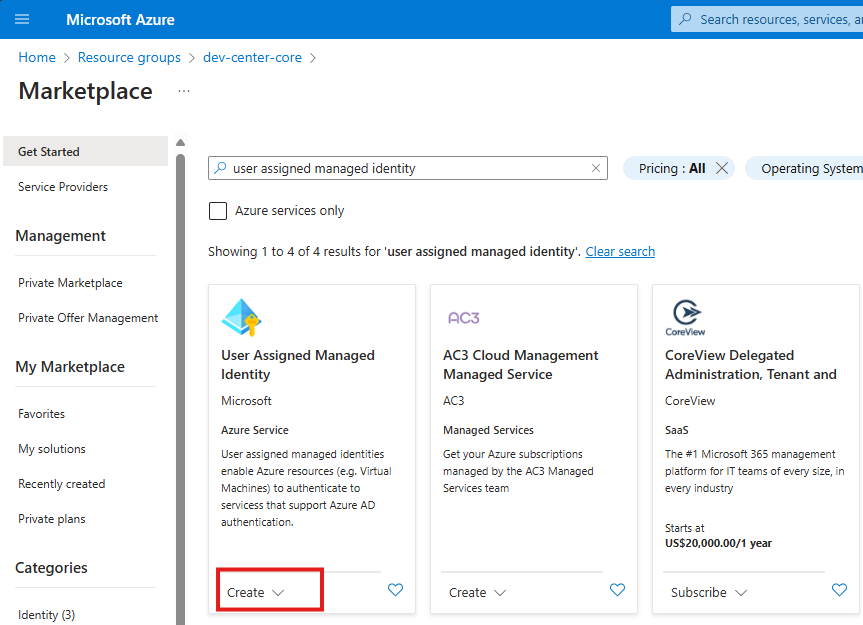 Microsoft Azure
Search resources, services, a
Home > Resource groups > dev-center-core >
Marketplace ...
Get Started
Service Providers
Management
Private Marketplace
Private Offer Management
My Marketplace
Favorites
My solutions
Recently created
Private plans
Categories
Identity (3)
user assigned managed identity
Pricing : All
Operating System
Azure services only
Showing 1 to 4 of 4 results for 'user assigned managed identity'. Clear search
User Assigned Managed
Identity
Microsoft
Azure Service
User assigned managed identities
enable Azure resources (e.g. Virtual
Machines) to authenticate to
servicess that support Azure AD
authentication.
Create
AC3
AC3 Cloud Management
Managed Service
AC3
Managed Services
Get your Azure subscriptions
managed by the AC3 Managed
Services team
Create
CoreView
CoreView Delegated
Administration, Tenant and
CoreView
SaaS
The #1 Microsoft 365 management
platform for IT teams of every size, in
every industry
Starts at
US$20,000.00/1 year
Subscribe